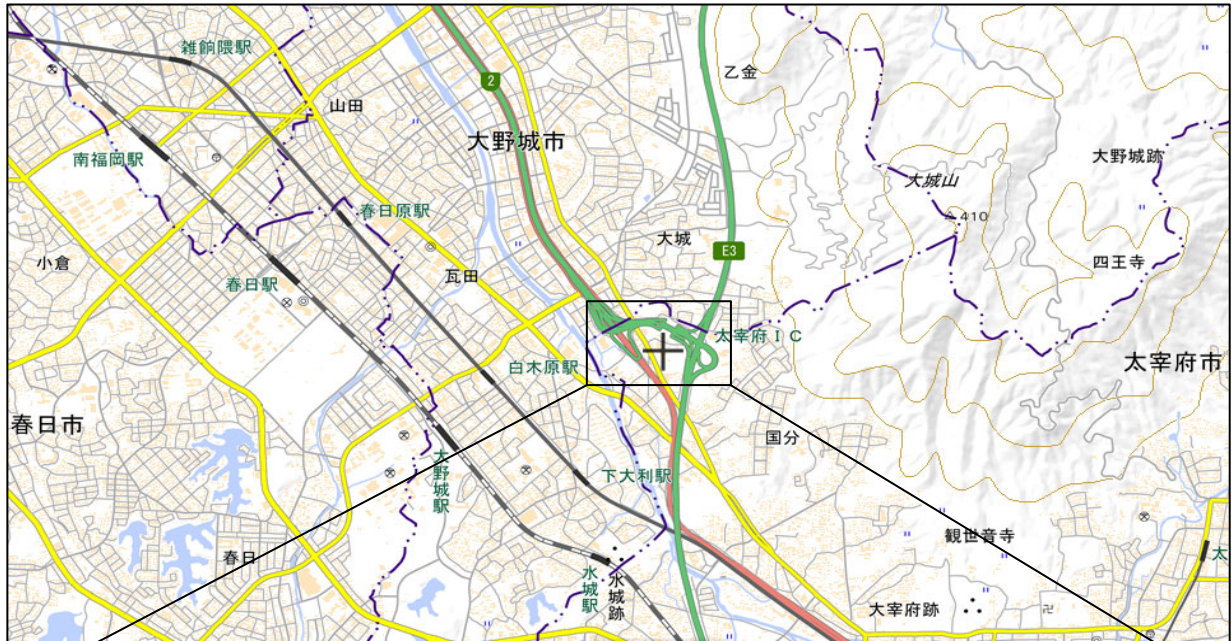 雑餉隈駅
2
乙金
山田
大野城市
南福岡駅
大野城跡
大城山
春日原駅
410
大城
E3
小倉
四王寺
瓦田
春日駅
太宰府IC
白木原駅
太宰府市
春日市
国分
大野城駅
下大利駅
観世音寺
春日
太
水城駅
水城跡
大宰府跡